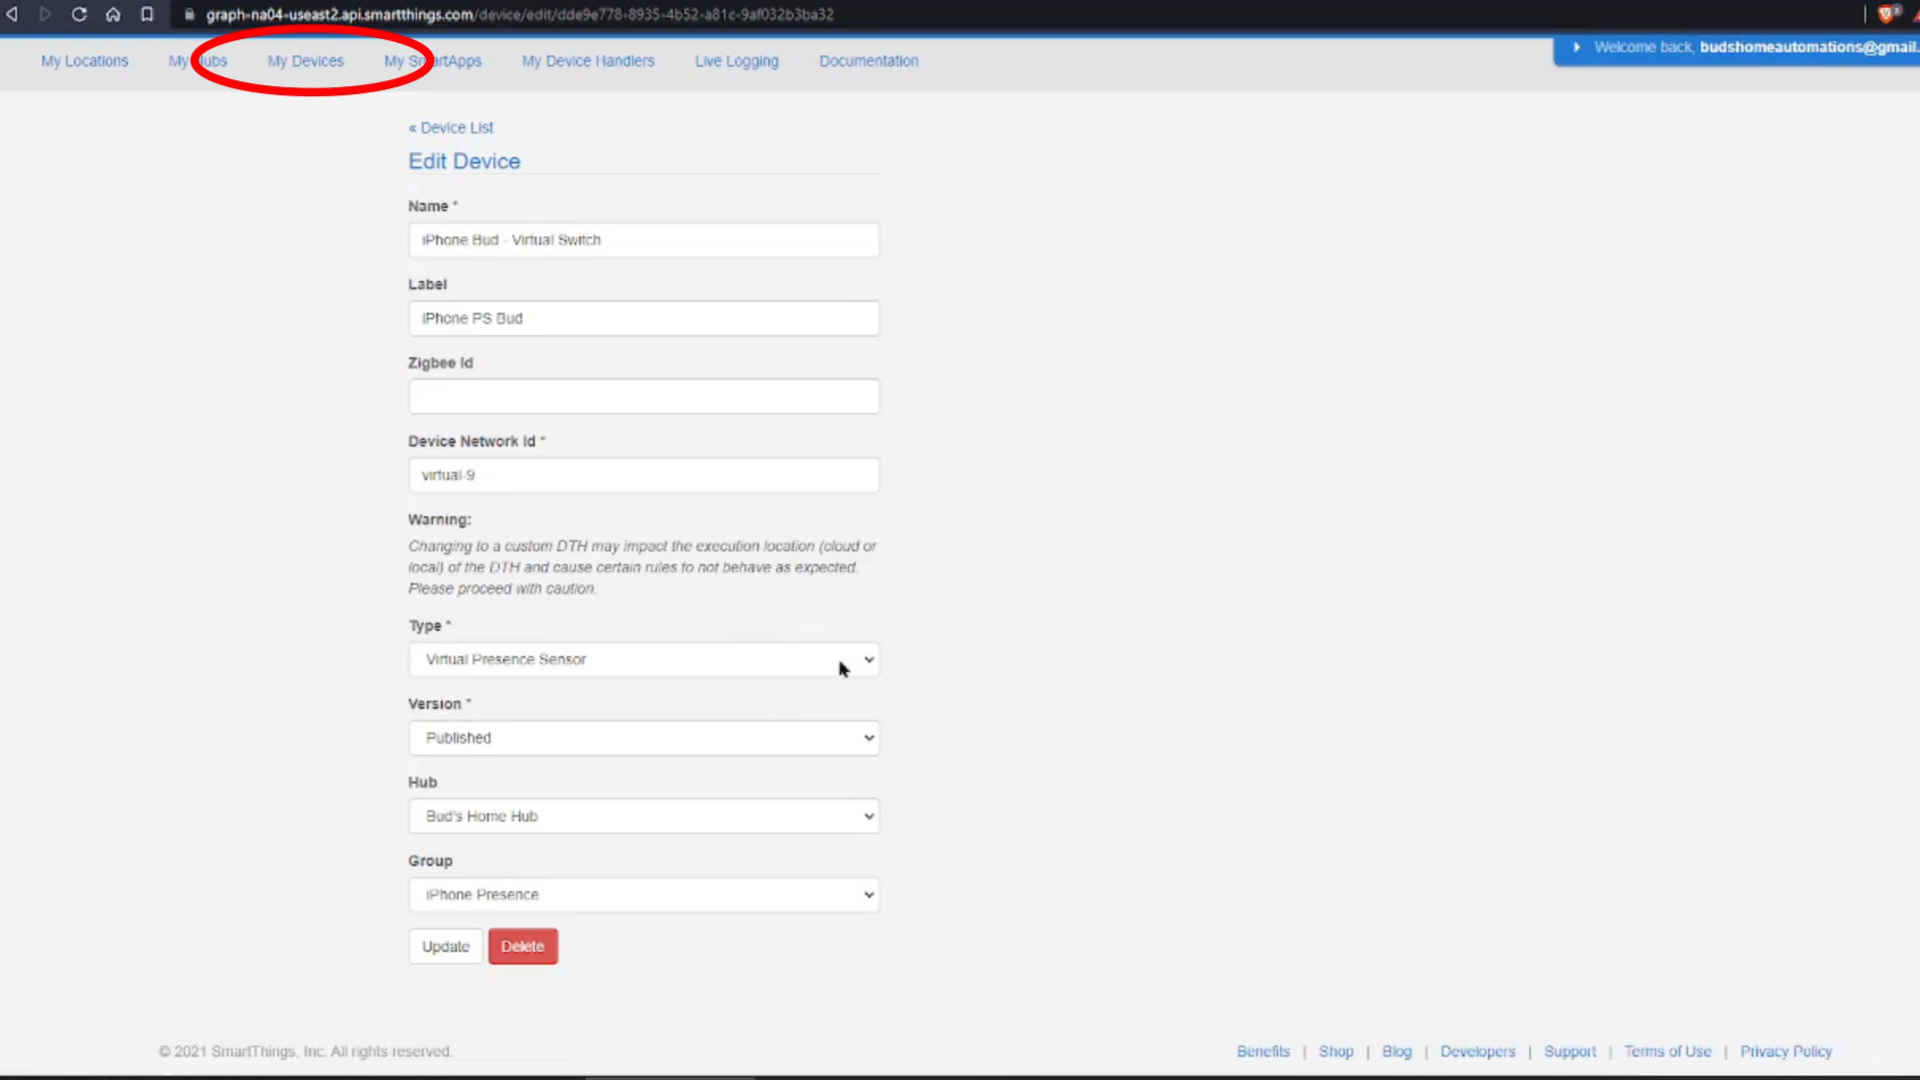 graph-na04-useast2.api.smartthings.com/device/edit/dde9e778-8935-4b52-a81c-9af032b3ba32
My Locations My Hubs My Devices My SmartApps My Device Handlers Live Logging Documentation
Welcome back, budshomeautomations@gmail.
« Device List
Edit Device
Name *
iPhone Bud - Virtual Switch
Label
iPhone PS Bud
Zigbee Id
Device Network Id *
virtual-9
Warning:
Changing to a custom DTH may impact the execution location (cloud or
local) of the DTH and cause certain rules to not behave as expected.
Please proceed with caution.
Type *
Virtual Presence Sensor
Version *
Published
Hub
Bud's Home Hub
Group
iPhone Presence
Update Delete
© 2021 SmartThings, Inc. All rights reserved.
Benefits | Shop | Blog | Developers | Support | Terms of Use | Privacy Policy